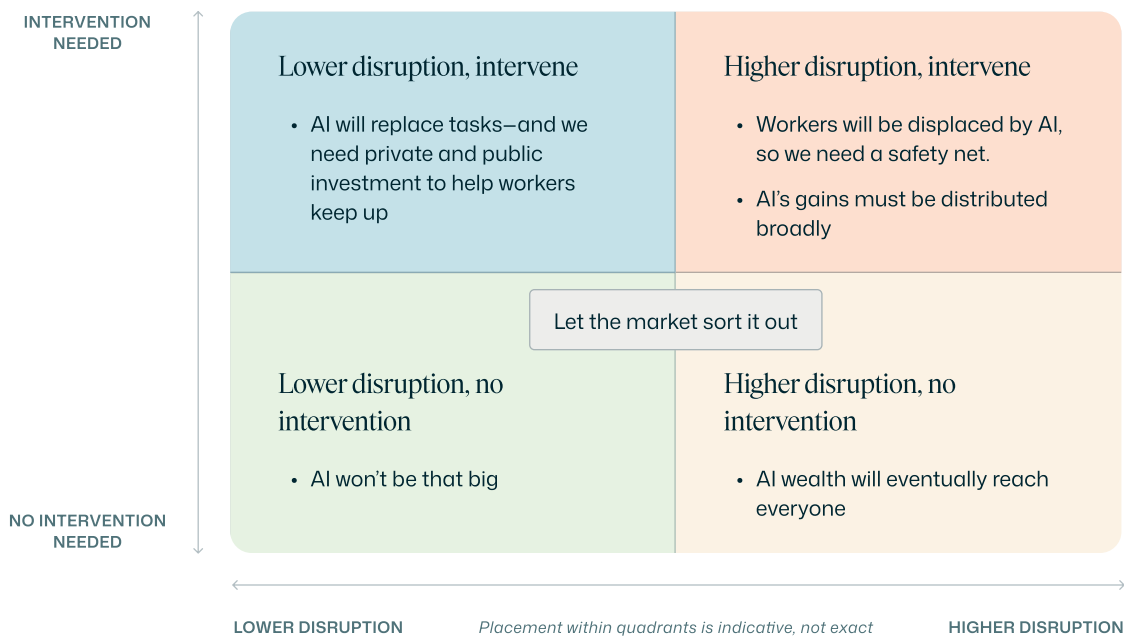 INTERVENTION
NEEDED
Lower disruption, intervene
• AI will replace tasks—and we
need private and public
investment to help workers
keep up
Higher disruption, intervene
• Workers will be displaced by AI,
so we need a safety net.
• AI’s gains must be distributed
broadly
Let the market sort it out
Lower disruption, no
intervention
• AI won’t be that big
Higher disruption, no
intervention
• AI wealth will eventually reach
everyone
NO INTERVENTION
NEEDED
LOWER DISRUPTION
Placement within quadrants is indicative, not exact
HIGHER DISRUPTION